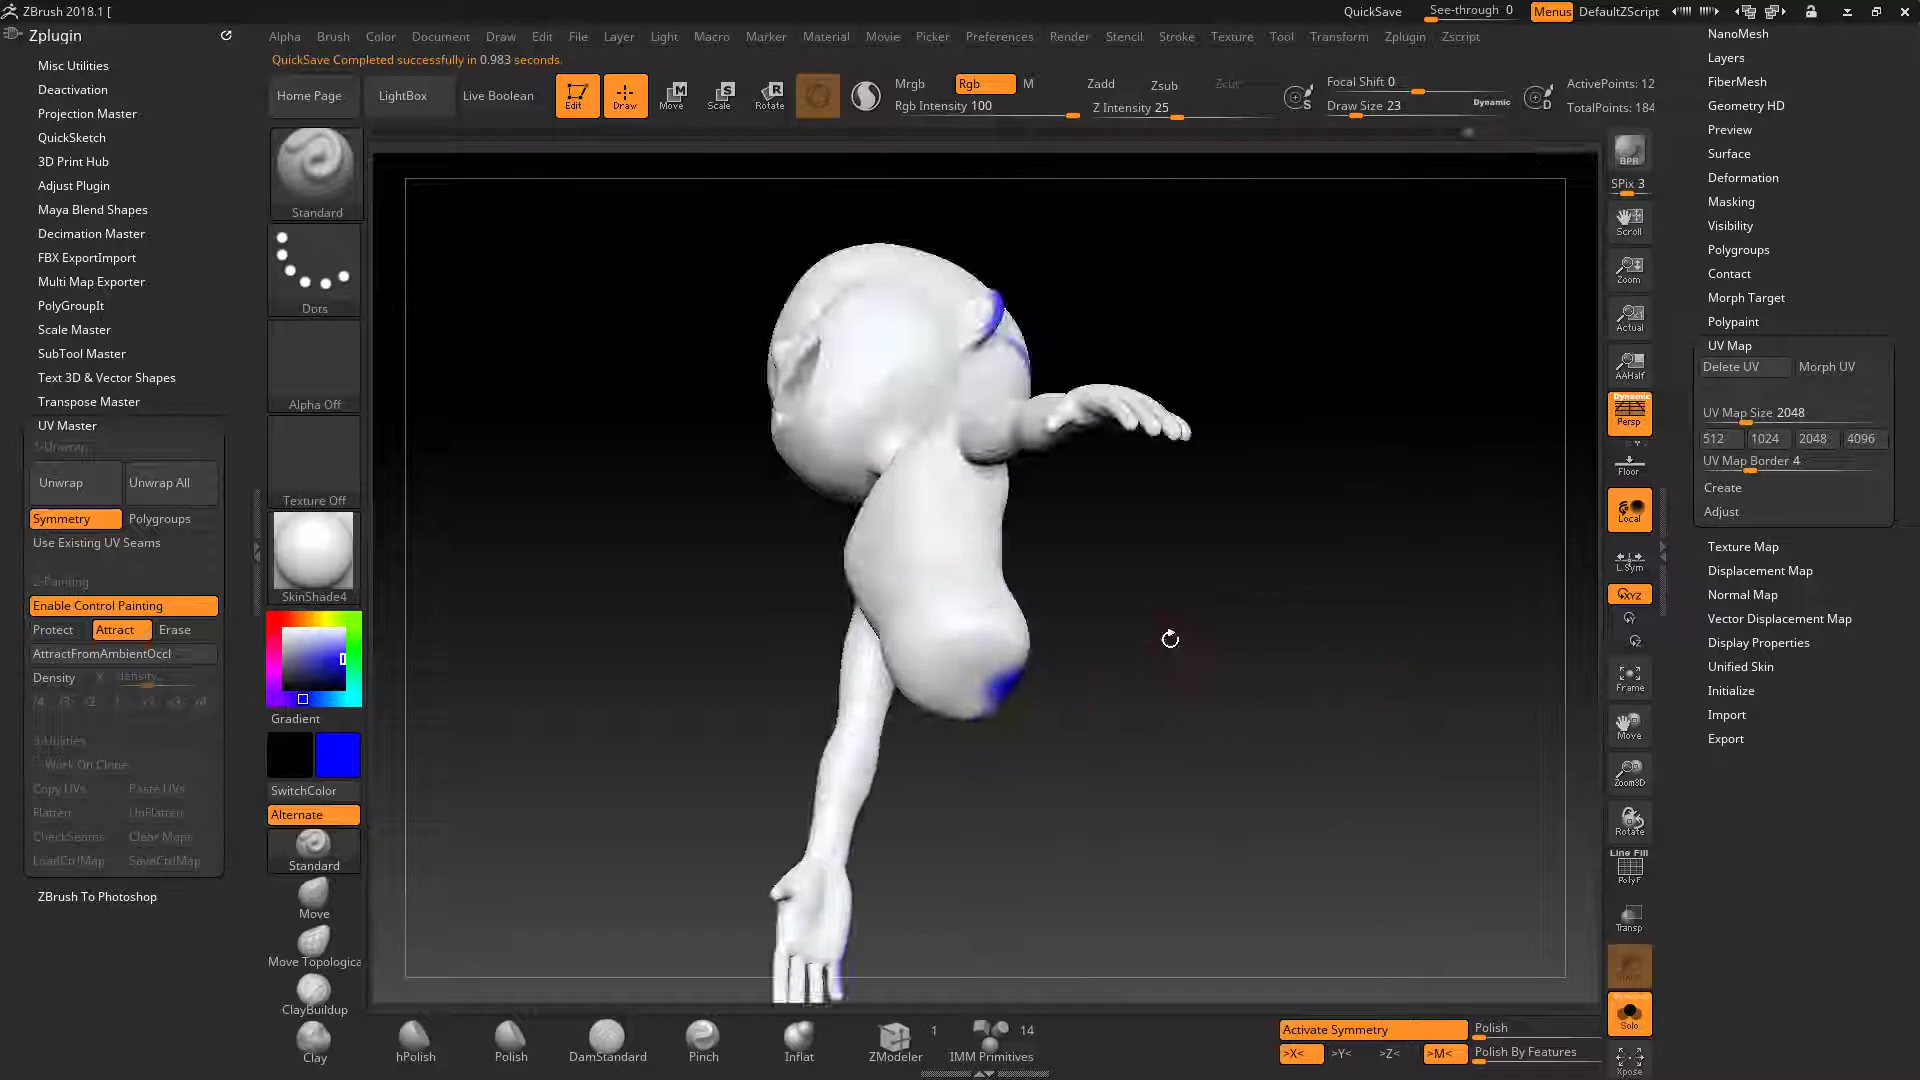 ZBrush 2018.1 [
QuickSave
See-through 0
Menus
DefaultZScript
Zplugin
Alpha Brush Color Document Draw Edit File Layer Light Macro Marker Material Movie Picker Preferences Render Stencil Stroke Texture Tool Transform Zplugin Zscript
QuickSave Completed successfully in 0.983 seconds.
Home Page
LightBox
Live Boolean
Edit
Draw
Move
Scale
Rotate
Mrgb
Rgb
M
Rgb Intensity 100
Zadd
Zsub
Zcut
Z Intensity 25
Focal Shift 0
Draw Size 23
Dynamic
ActivePoints: 12
TotalPoints: 184
Misc Utilities
Deactivation
Projection Master
QuickSketch
3D Print Hub
Adjust Plugin
Maya Blend Shapes
Decimation Master
FBX ExportImport
Multi Map Exporter
PolyGroupIt
Scale Master
SubTool Master
Text 3D & Vector Shapes
Transpose Master
UV Master
1-Unwrap
Unwrap
Unwrap All
Symmetry
Polygroups
Use Existing UV Seams
2-Painting
Enable Control Painting
Protect
Attract
Erase
AttractFromAmbientOccl
Density
X
density
3-Utilities
Work On Clone
Copy UVs
Paste UVs
Flatten
UnFlatten
CheckSeams
Clear Maps
LoadCtrlMap
SaveCtrlMap
ZBrush To Photoshop
Standard
Dots
Alpha Off
Texture Off
SkinShade4
Gradient
SwitchColor
Alternate
Standard
Move
Move Topologica
ClayBuildup
Clay
hPolish
Polish
DamStandard
Pinch
Inflat
ZModeler
1
IMM Primitives
14
Activate Symmetry
>X<
>Y<
>Z<
>M<
Polish
Polish By Features
BPR
SPix 3
Scroll
Zoom
Actual
AAHalf
Dynamic
Persp
Floor
Local
L.Sym
XYZ
Frame
Move
Zoom3D
Rotate
Line Fill
PolyF
Transp
Dynamic
Solo
Xpose
NanoMesh
Layers
FiberMesh
Geometry HD
Preview
Surface
Deformation
Masking
Visibility
Polygroups
Contact
Morph Target
Polypaint
UV Map
Delete UV
Morph UV
UV Map Size 2048
512
1024
2048
4096
UV Map Border 4
Create
Adjust
Texture Map
Displacement Map
Normal Map
Vector Displacement Map
Display Properties
Unified Skin
Initialize
Import
Export